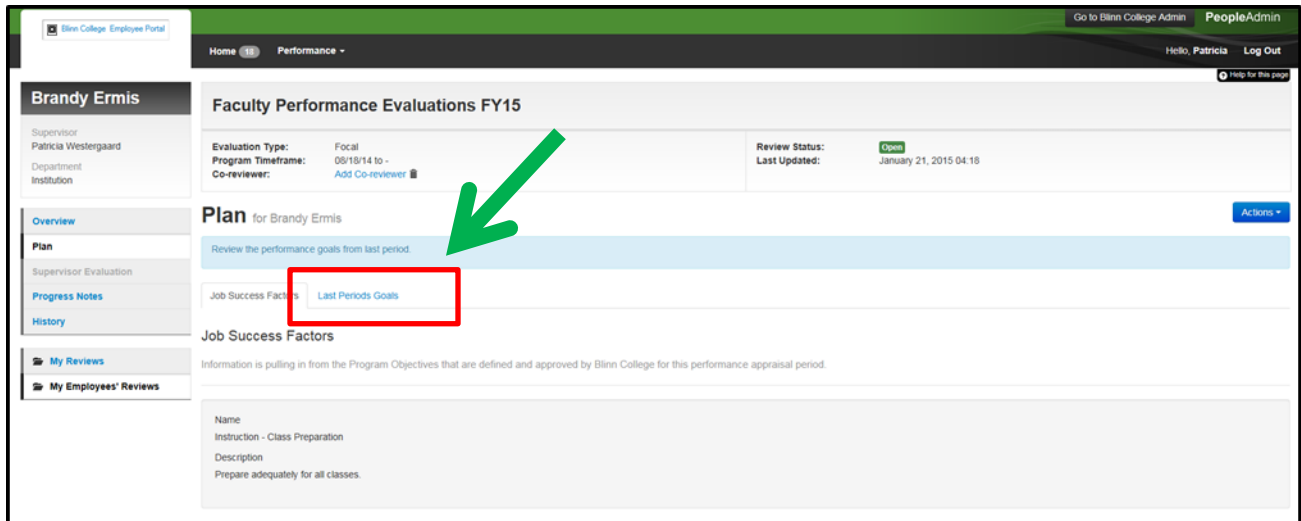 Blinn College Employee Portal
Go to Blinn College Admin PeopleAdmin
Home 18 Performance
Hello, Patricia Log Out
Help for this page
Brandy Ermis
Supervisor
Patricia Westergaard
Department
Institution
Overview
Plan
Supervisor Evaluation
Progress Notes
History
My Reviews
My Employees' Reviews
Faculty Performance Evaluations FY15
Evaluation Type: Focal
Program Timeframe: 08/18/14 to -
Co-reviewer: Add Co-reviewer
Review Status: Open
Last Updated: January 21, 2015 04:18
Plan for Brandy Ermis
Actions
Review the performance goals from last period.
Job Success Factors Last Periods Goals
Job Success Factors
Information is pulling in from the Program Objectives that are defined and approved by Blinn College for this performance appraisal period.
Name
Instruction - Class Preparation
Description
Prepare adequately for all classes.